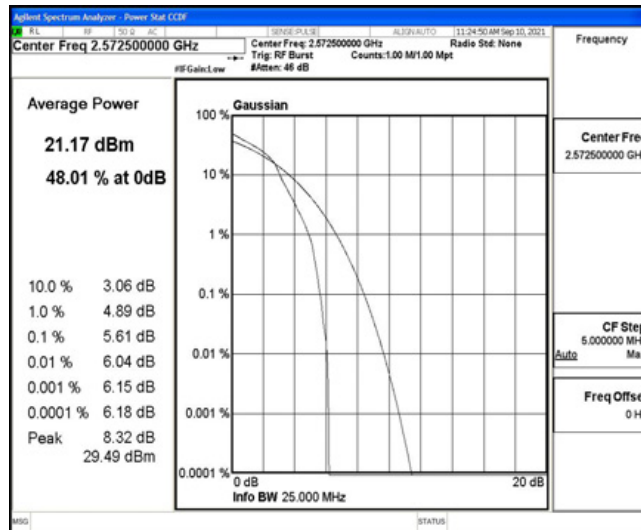 Agilent Spectrum Analyzer - Power Stat CCDF
RL RF 50 Ω AC SENSE:PULSE ALIGN AUTO 11:24:50 AM Sep 10, 2021
Center Freq 2.572500000 GHz
Center Freq: 2.572500000 GHz Radio Std: None
Trig: RF Burst Counts:1.00 M/1.00 Mpt
#IFGain:Low #Atten: 46 dB
Frequency
Average Power
21.17 dBm
48.01 % at 0dB
10.0 % 3.06 dB
1.0 % 4.89 dB
0.1 % 5.61 dB
0.01 % 6.04 dB
0.001 % 6.15 dB
0.0001 % 6.18 dB
Peak 8.32 dB
29.49 dBm
Gaussian
100 %
10 %
1 %
0.1 %
0.01 %
0.001 %
0.0001 %
0 dB 20 dB
Info BW 25.000 MHz
Center Fre
2.572500000 GH
CF Step
5.000000 MH
Auto Ma
Freq Offse
0 H
MSG STATUS